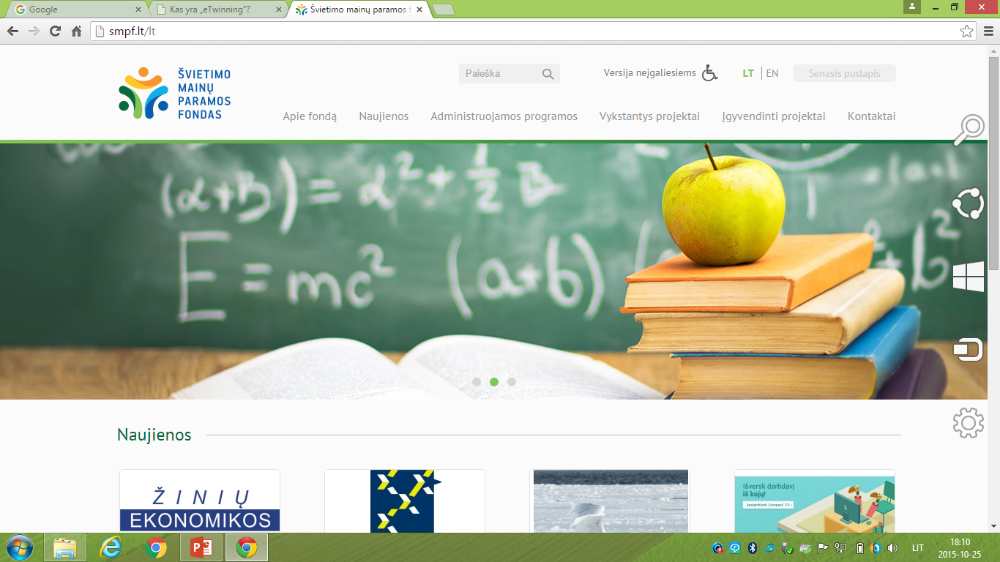 Google
Kas yra „eTwinning“?
Švietimo mainų paramos f
smpf.lt/lt
ŠVIETIMO
MAINŲ
PARAMOS
FONDAS
Paieška
Versija neįgaliesiems
LT | EN
Senasis puslapis
Apie fondą
Naujienos
Administruojamos programos
Vykstantys projektai
Įgyvendinti projektai
Kontaktai
(α+B) = α² + 1/2 B
E = mc² (a+b)
+ b²
Naujienos
ŽINIŲ
EKONOMIKOS
Išversk darbdavį
iš kojų!
LIT
18:10
2015-10-25